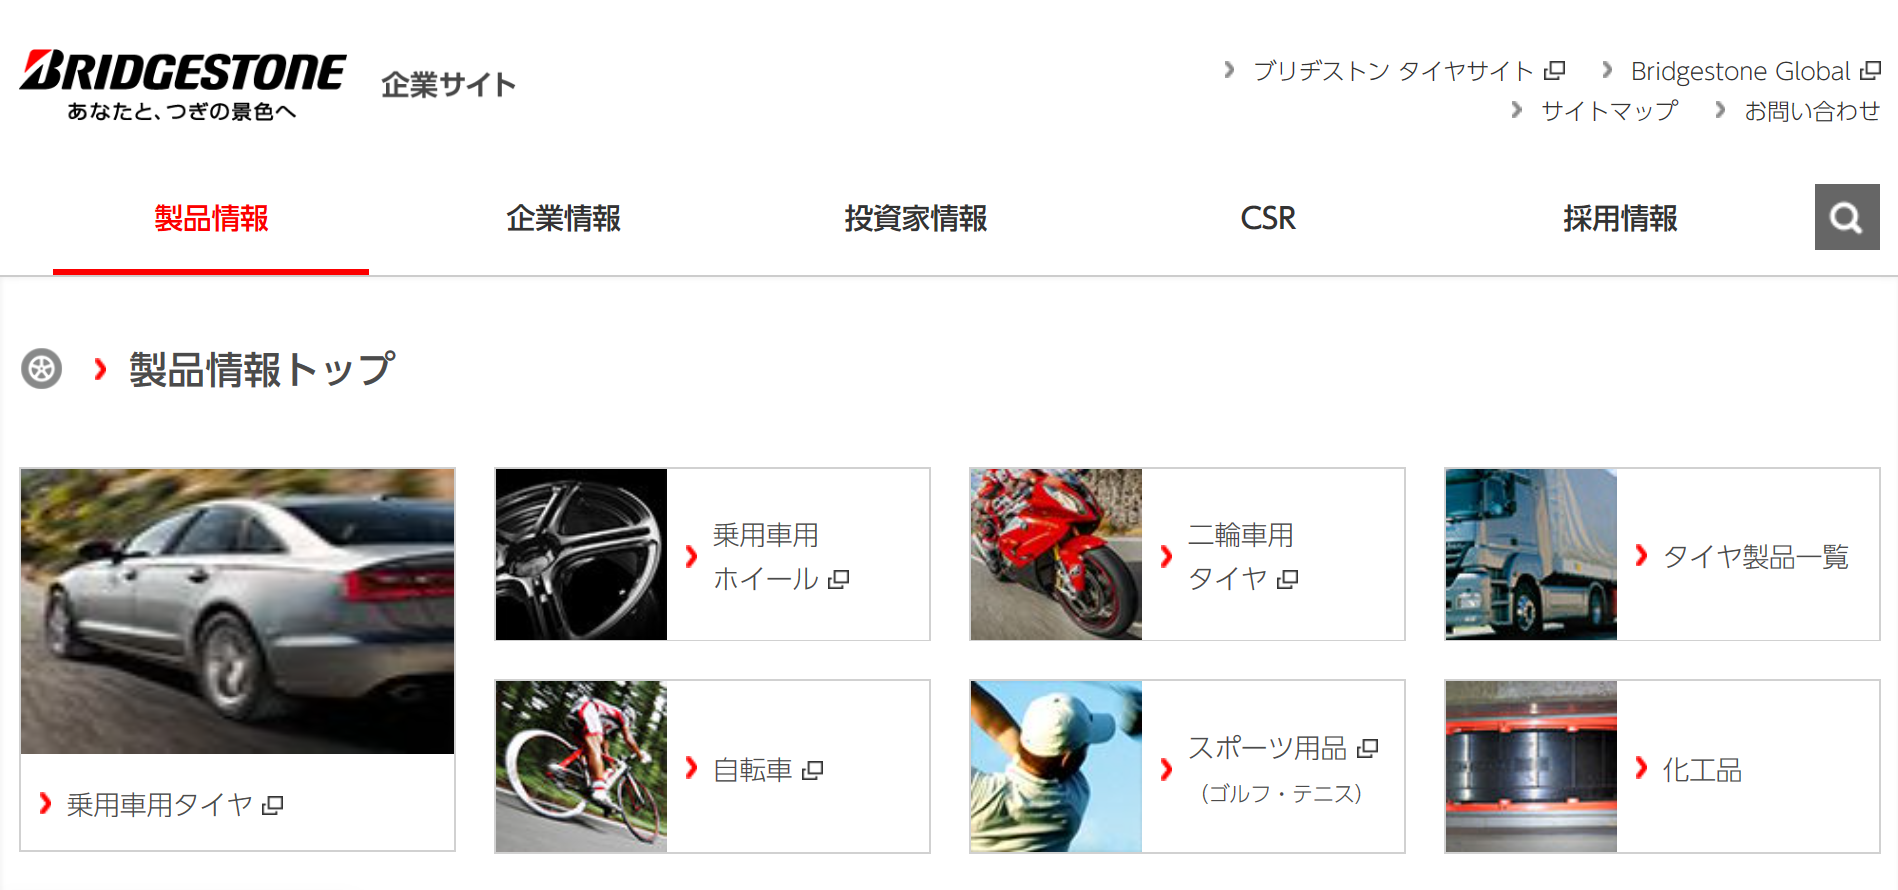 BRIDGESTONE
あなたと、つぎの景色へ
企業サイト
ブリヂストン タイヤサイト
Bridgestone Global
サイトマップ
お問い合わせ
製品情報
企業情報
投資家情報
CSR
採用情報
製品情報トップ
乗用車用タイヤ
乗用車用
ホイール
二輪車用
タイヤ
タイヤ製品一覧
自転車
スポーツ用品
（ゴルフ・テニス）
化工品